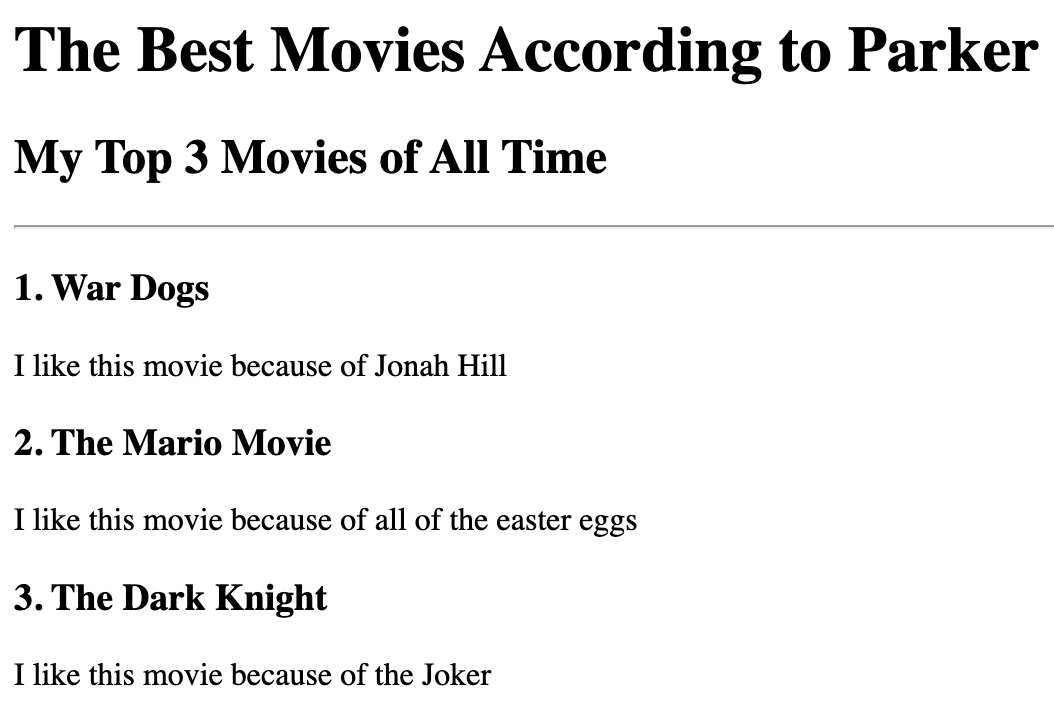 The Best Movies According to Parker
My Top 3 Movies of All Time
1. War Dogs
I like this movie because of Jonah Hill
2. The Mario Movie
I like this movie because of all of the easter eggs
3. The Dark Knight
I like this movie because of the Joker